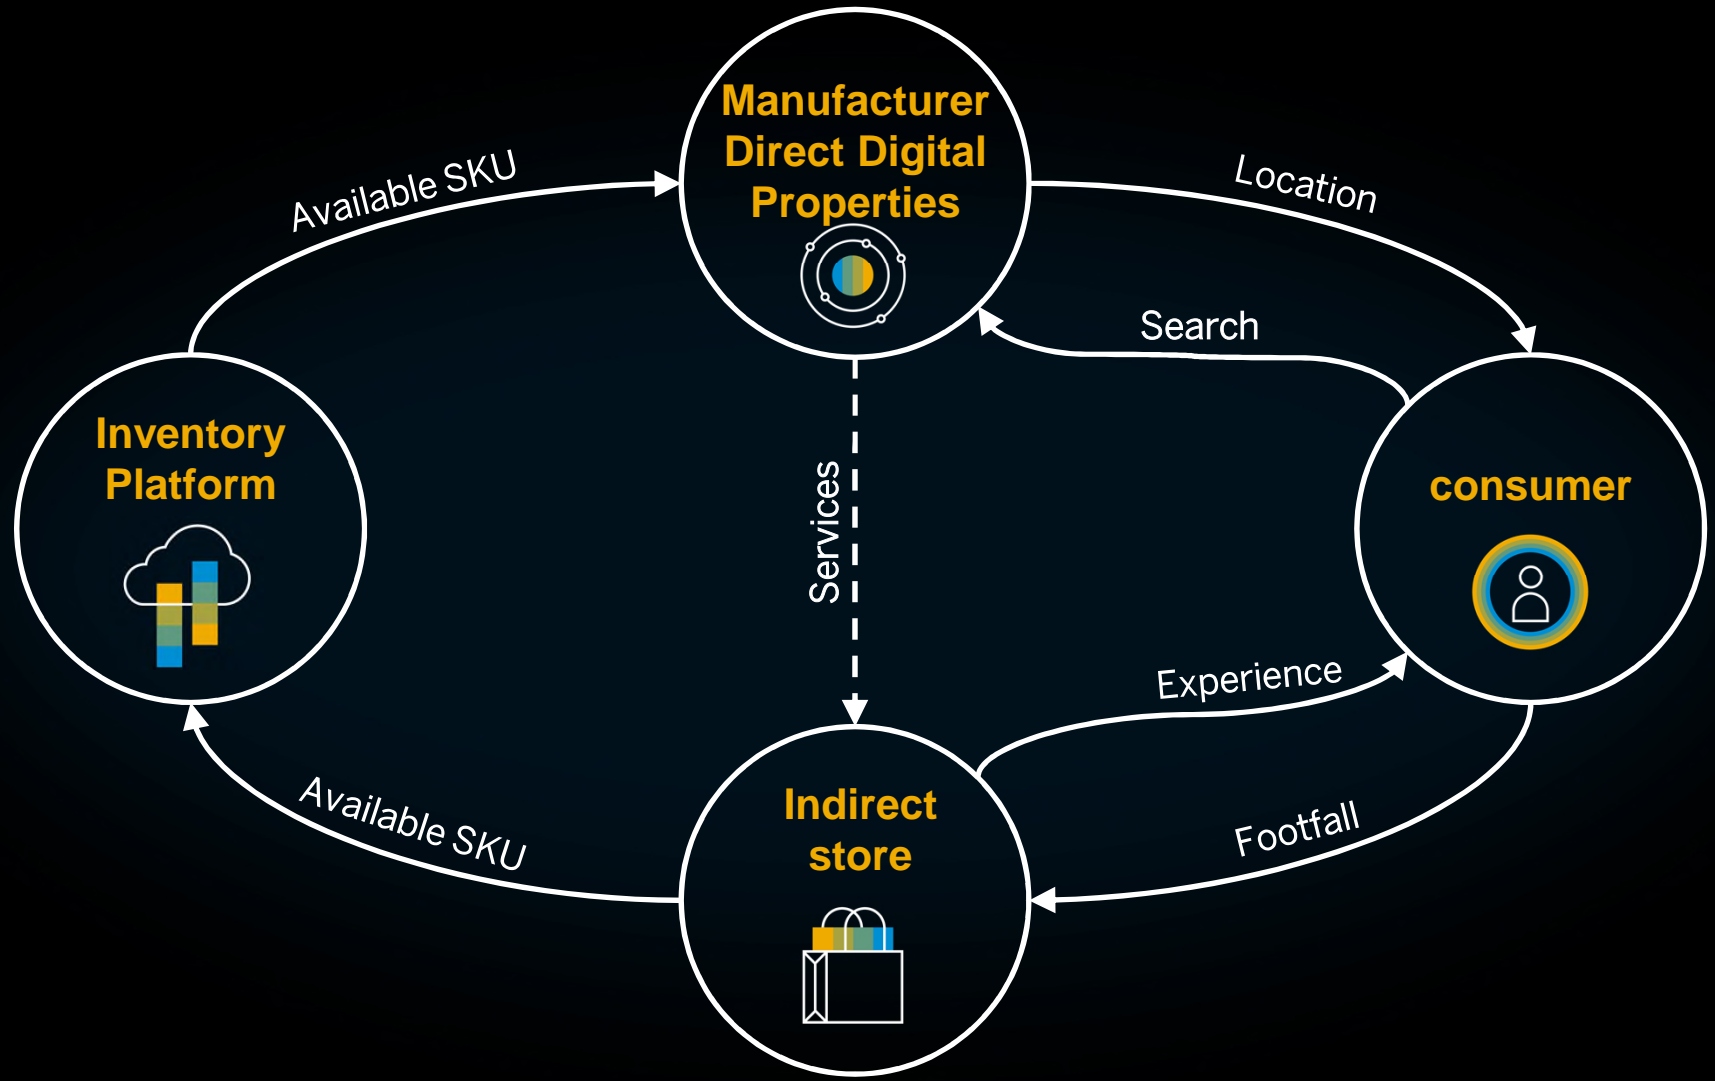 Manufacturer
Direct Digital
Properties
Available SKU
Location
Search
Inventory
Platform
consumer
Services
Experience
Available SKU
Indirect
store
Footfall